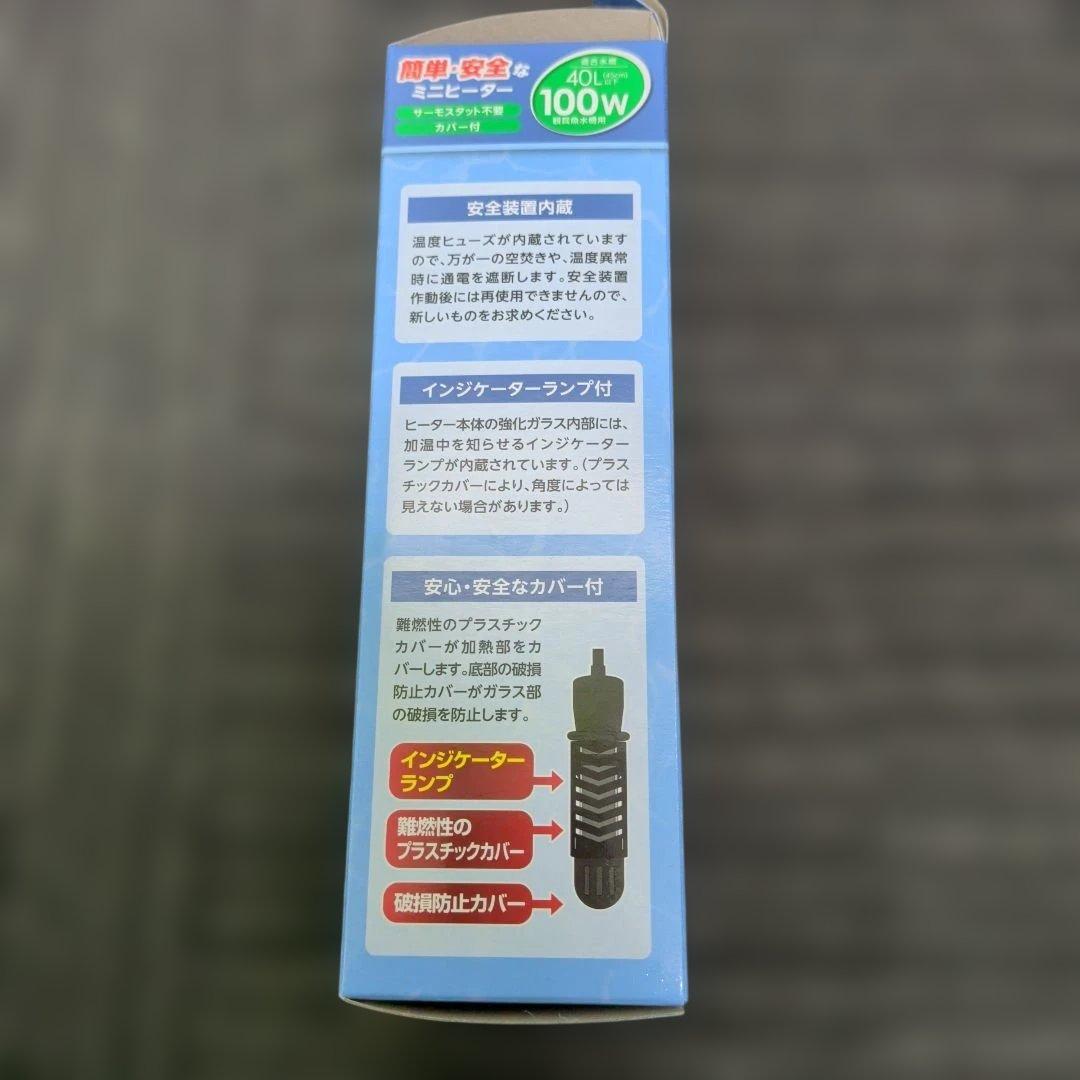 簡単・安全な
ミニヒーター
サーモスタット不要
カバー付
適合水槽
40L(45cm)以下
100W
観賞魚水槽用
安全装置内蔵
温度ヒューズが内蔵されています
ので、万が一の空焚きや、温度異常
時に通電を遮断します。安全装置
作動後には再使用できませんので、
新しいものをお求めください。
インジケーターランプ付
ヒーター本体の強化ガラス内部には、
加温中を知らせるインジケーター
ランプが内蔵されています。(プラス
チックカバーにより、角度によっては
見えない場合があります。)
安心・安全なカバー付
難燃性のプラスチック
カバーが加熱部をカ
バーします。底部の破損
防止カバーがガラス部
の破損を防止します。
インジケーター
ランプ
難燃性の
プラスチックカバー
破損防止カバー